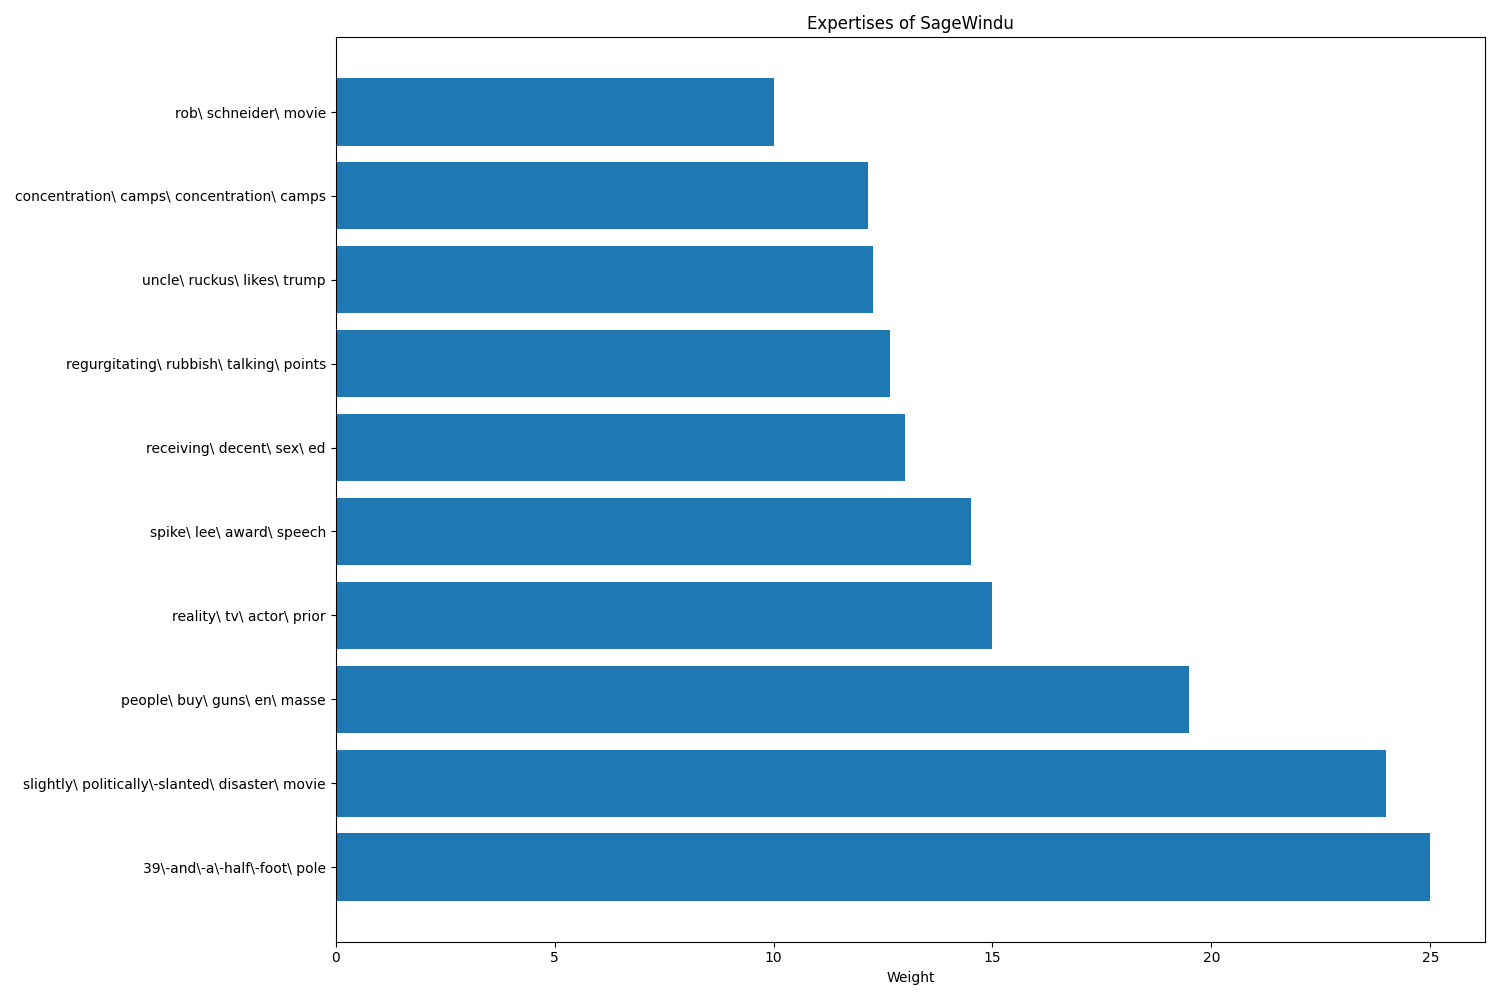 Expertises of SageWindu
rob\ schneider\ movie
concentration\ camps\ concentration\ camps
uncle\ ruckus\ likes\ trump
regurgitating\ rubbish\ talking\ points
receiving\ decent\ sex\ ed
spike\ lee\ award\ speech
reality\ tv\ actor\ prior
people\ buy\ guns\ en\ masse
slightly\ politically\-slanted\ disaster\ movie
39\-and\-a\-half\-foot\ pole
0 5 10 15 20 25
Weight